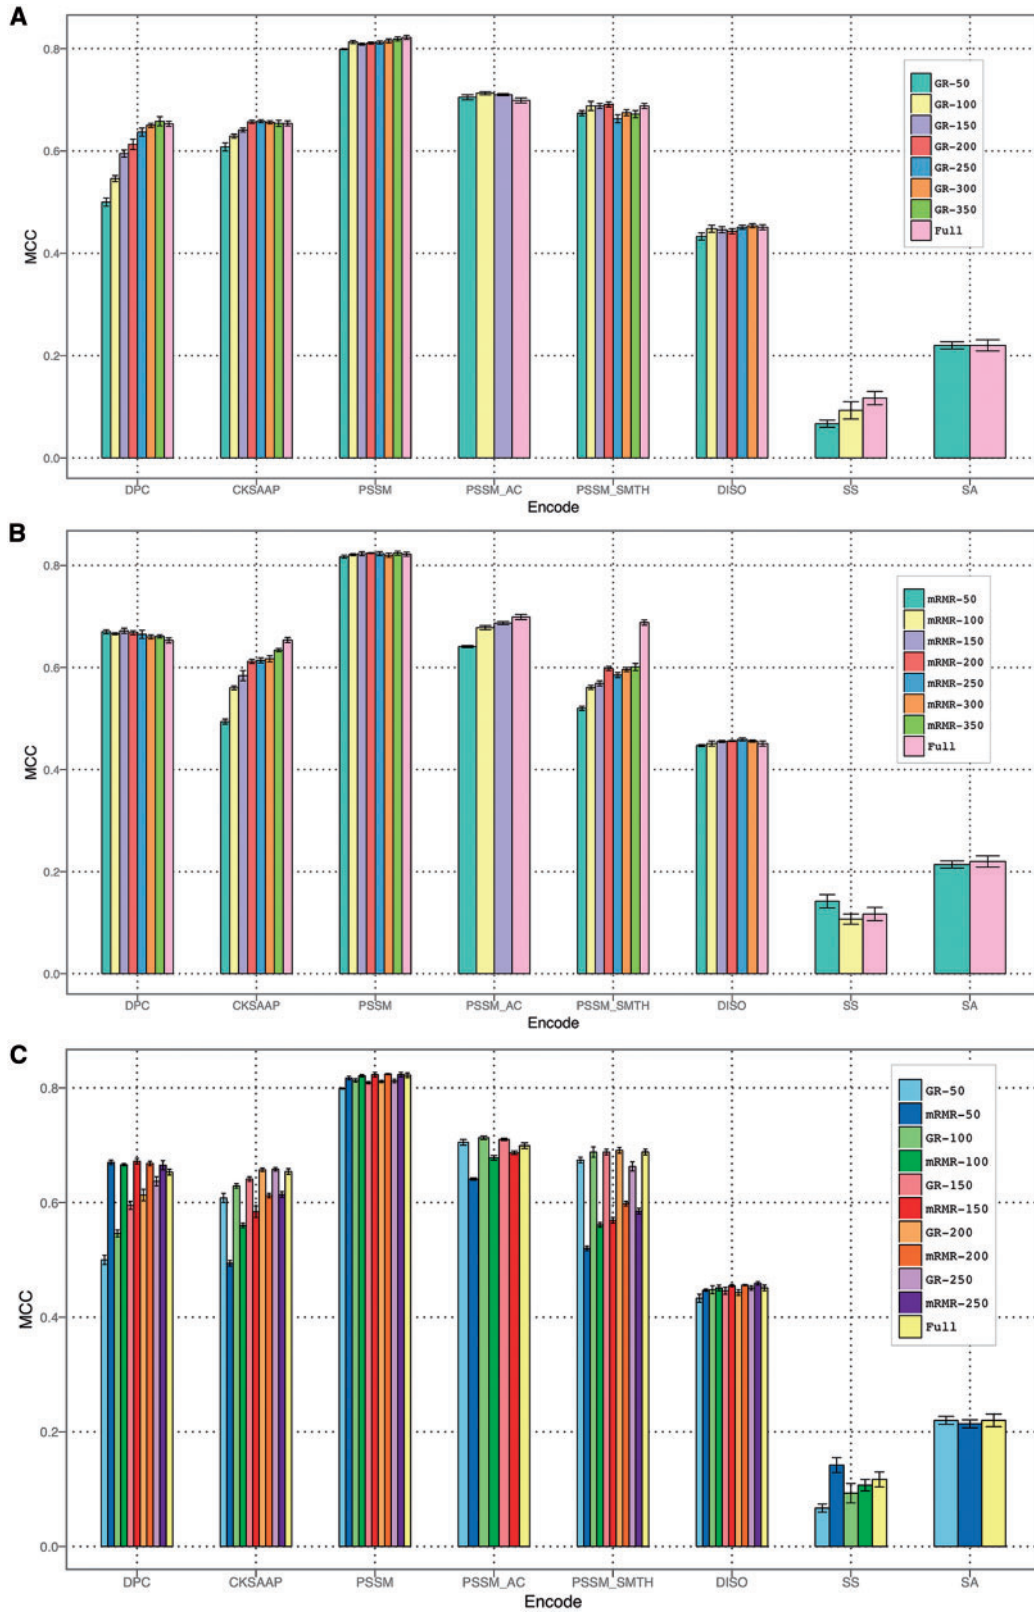 A
0.8
0.6
0.4
0.2
0.0
MCC
GR-50
GR-100
GR-150
GR-200
GR-250
GR-300
GR-350
Full
DPC CKSAAP PSSM PSSM_AC PSSM_SMTH DISO SS SA
Encode
B
0.8
0.6
0.4
0.2
0.0
MCC
mRMR-50
mRMR-100
mRMR-150
mRMR-200
mRMR-250
mRMR-300
mRMR-350
Full
DPC CKSAAP PSSM PSSM_AC PSSM_SMTH DISO SS SA
Encode
C
0.8
0.6
0.4
0.2
0.0
MCC
GR-50
mRMR-50
GR-100
mRMR-100
GR-150
mRMR-150
GR-200
mRMR-200
GR-250
mRMR-250
Full
DPC CKSAAP PSSM PSSM_AC PSSM_SMTH DISO SS SA
Encode